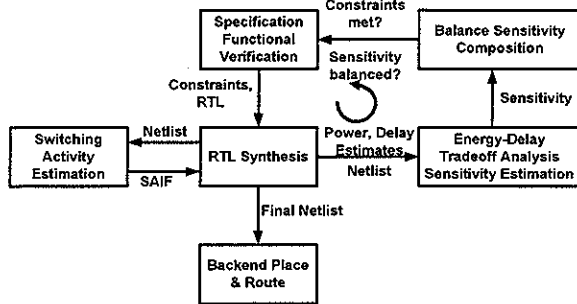 Constraints
met?
Specification
Functional
Verification
Balance Sensitivity
Composition
Sensitivity
balanced?
Constraints,
RTL
Sensitivity
Switching
Activity
Estimation
Netlist
SAIF
RTL Synthesis
Power, Delay
Estimates
Netlist
Energy-Delay
Tradeoff Analysis
Sensitivity Estimation
Final Netlist
Backend Place
& Route